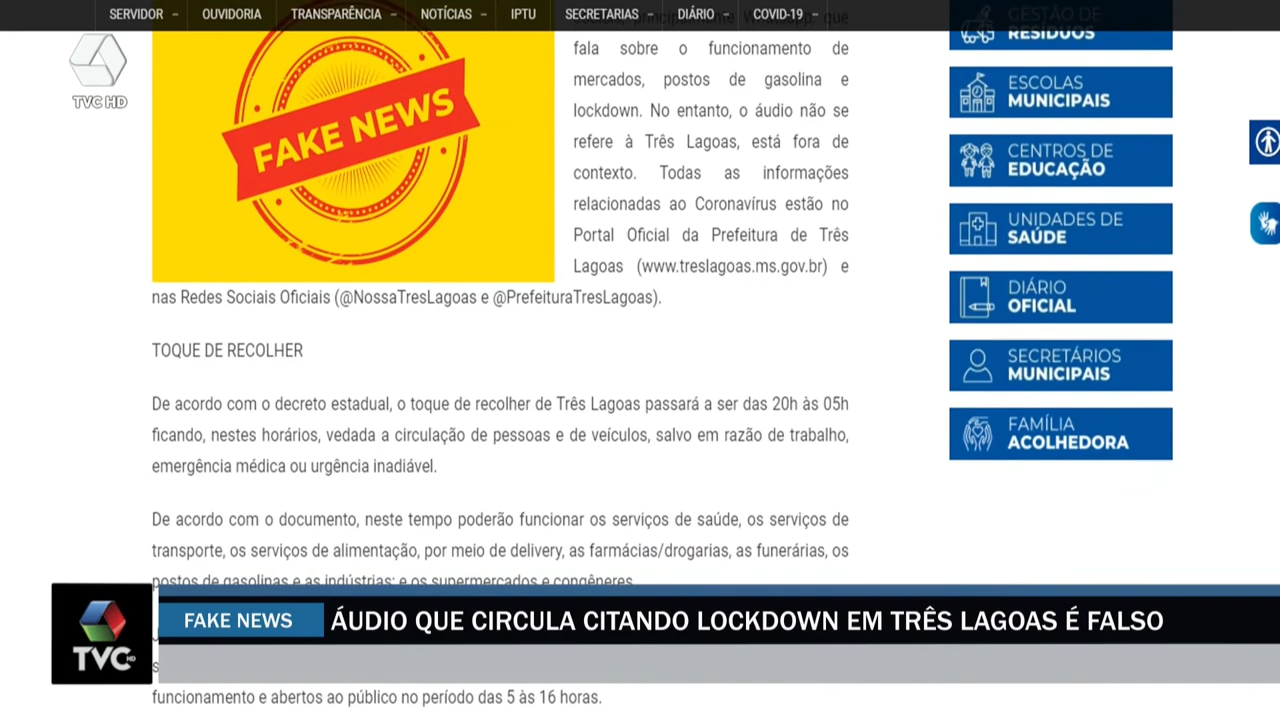 SERVIDOR OUVIDORIA TRANSPARÊNCIA NOTÍCIAS IPTU SECRETARIAS DIÁRIO COVID-19
TVC HD
FAKE NEWS
fala sobre o funcionamento de
mercados, postos de gasolina e
lockdown. No entanto, o áudio não se
refere à Três Lagoas, está fora de
contexto. Todas as informações
relacionadas ao Coronavírus estão no
Portal Oficial da Prefeitura de Três
Lagoas (www.treslagoas.ms.gov.br) e
nas Redes Sociais Oficiais (@NossaTresLagoas e @PrefeituraTresLagoas).
TOQUE DE RECOLHER
De acordo com o decreto estadual, o toque de recolher de Três Lagoas passará a ser das 20h às 05h
ficando, nestes horários, vedada a circulação de pessoas e de veículos, salvo em razão de trabalho,
emergência médica ou urgência inadiável.
De acordo com o documento, neste tempo poderão funcionar os serviços de saúde, os serviços de
transporte, os serviços de alimentação, por meio de delivery, as farmácias/drogarias, as funerárias, os
postos de gasolinas e as indústrias; e os supermercados e congêneres.
funcionamento e abertos ao público no período das 5 às 16 horas.
GESTÃO DE
RESÍDUOS
ESCOLAS
MUNICIPAIS
CENTROS DE
EDUCAÇÃO
UNIDADES DE
SAÚDE
DIÁRIO
OFICIAL
SECRETÁRIOS
MUNICIPAIS
FAMÍLIA
ACOLHEDORA
FAKE NEWS
ÁUDIO QUE CIRCULA CITANDO LOCKDOWN EM TRÊS LAGOAS É FALSO
TVC HD